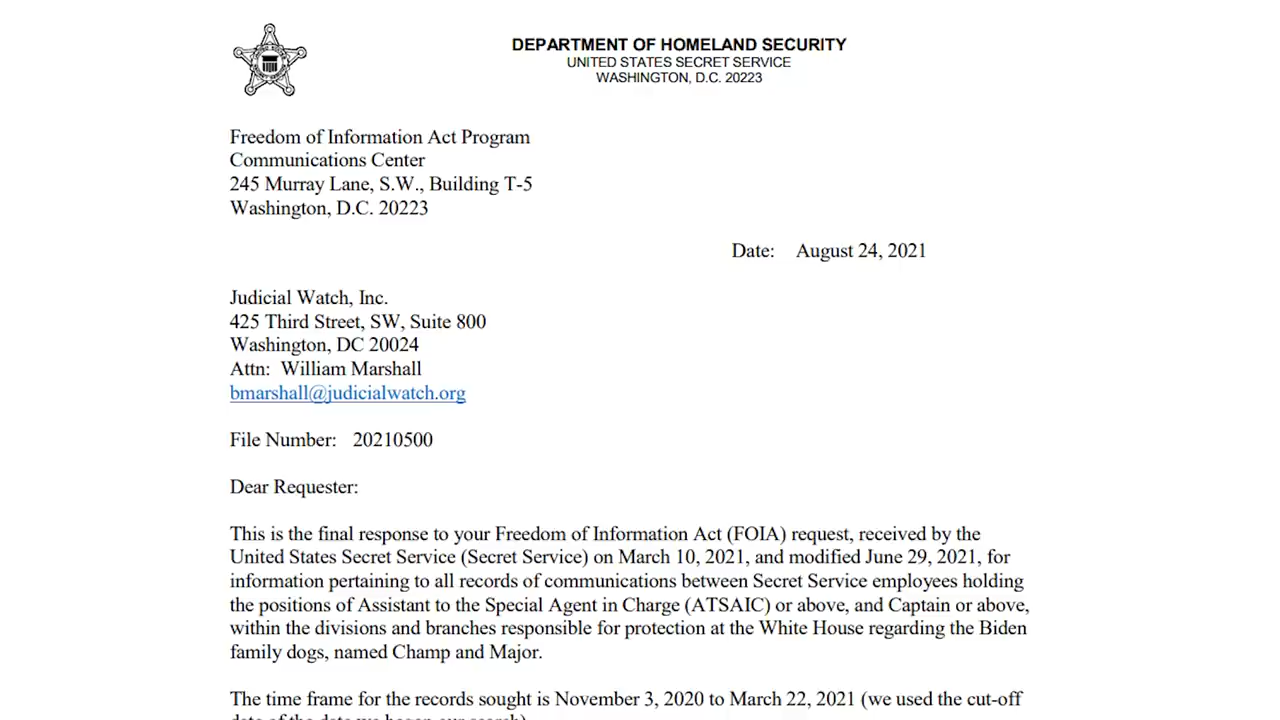 DEPARTMENT OF HOMELAND SECURITY
UNITED STATES SECRET SERVICE
WASHINGTON, D.C. 20223
Freedom of Information Act Program
Communications Center
245 Murray Lane, S.W., Building T-5
Washington, D.C. 20223
Date: August 24, 2021
Judicial Watch, Inc.
425 Third Street, SW, Suite 800
Washington, DC 20024
Attn: William Marshall
bmarshall@judicialwatch.org
File Number: 20210500
Dear Requester:
This is the final response to your Freedom of Information Act (FOIA) request, received by the
United States Secret Service (Secret Service) on March 10, 2021, and modified June 29, 2021, for
information pertaining to all records of communications between Secret Service employees holding
the positions of Assistant to the Special Agent in Charge (ATSAIC) or above, and Captain or above,
within the divisions and branches responsible for protection at the White House regarding the Biden
family dogs, named Champ and Major.
The time frame for the records sought is November 3, 2020 to March 22, 2021 (we used the cut-off
date of the date we began our search)